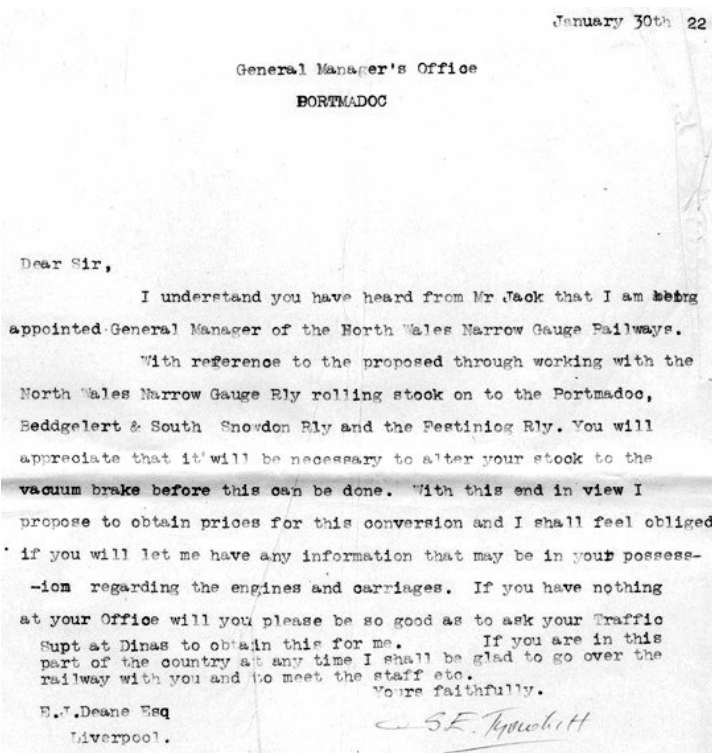 January 30th 22
General Manager's Office
PORTMADOC
Dear Sir,
I understand you have heard from Mr Jack that I am being
appointed General Manager of the North Wales Narrow Gauge Railways.
With reference to the proposed through working with the
North Wales Narrow Gauge Rly rolling stock on to the Portmadoc,
Beddgelert & South Snowdon Rly and the Festiniog Rly. You will
appreciate that it will be necessary to alter your stock to the
vacuum brake before this can be done. With this end in view I
propose to obtain prices for this conversion and I shall feel obliged
if you will let me have any information that may be in your possess-
-ion regarding the engines and carriages. If you have nothing
at your Office will you please be so good as to ask your Traffic
Supt at Dinas to obtain this for me. If you are in this
part of the country at any time I shall be glad to go over the
railway with you and to meet the staff etc.
Yours faithfully.
E.J.Deane Esq
S.E.
Liverpool.